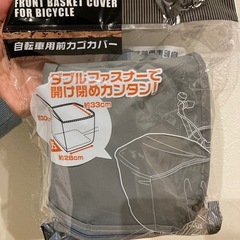 FRONT BASKET COVER
FOR BICYCLE
自転車用前カゴカバー
ダブルファスナーで
開け閉めカンタン!
約33cm
約28cm